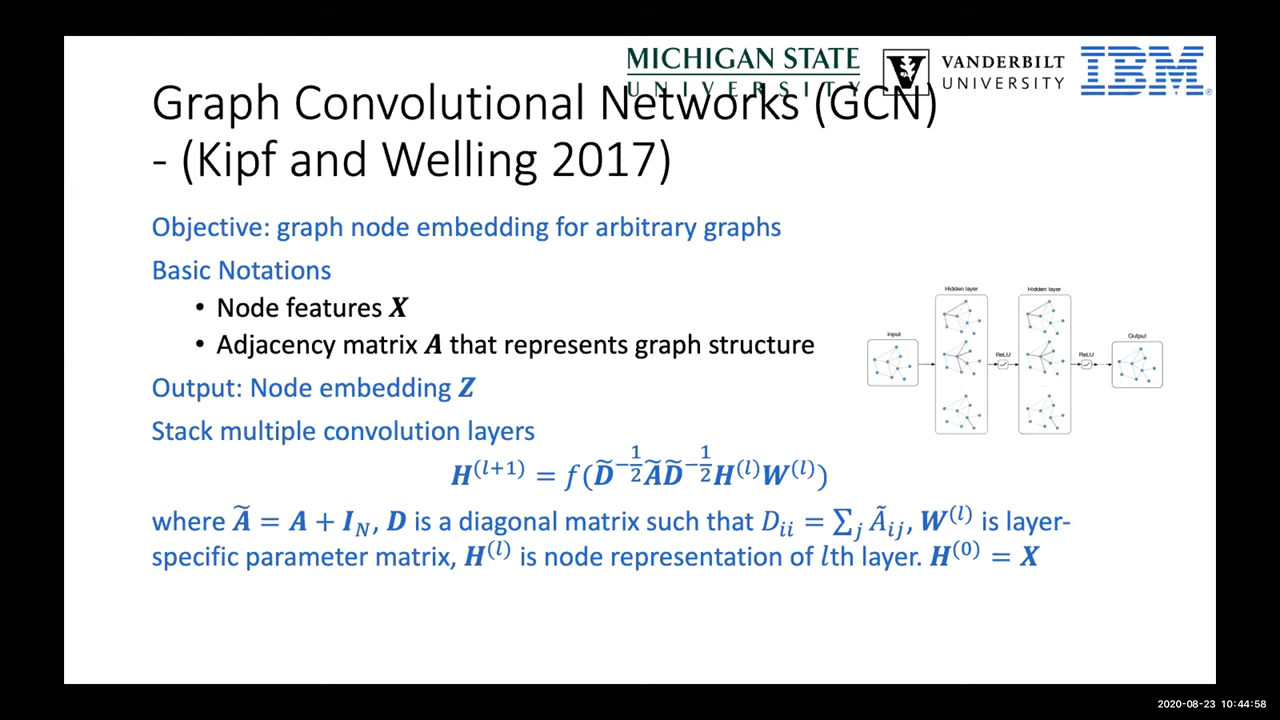 MICHIGAN STATE
UNIVERSITY
VANDERBILT
UNIVERSITY
IBM®
Graph Convolutional Networks (GCN)
- (Kipf and Welling 2017)
Objective: graph node embedding for arbitrary graphs
Basic Notations
• Node features X
• Adjacency matrix A that represents graph structure
Output: Node embedding Z
Stack multiple convolution layers
Input
Hidden layer
ReLU
Hidden layer
ReLU
Output
H^(l+1) = f(D̃^(-1/2) Ã D̃^(-1/2) H^(l) W^(l))
where Ã = A + I_N, D is a diagonal matrix such that D_ii = ∑_j Ã_ij, W^(l) is layer-
specific parameter matrix, H^(l) is node representation of lth layer. H^(0) = X
2020-08-23 10:44:58